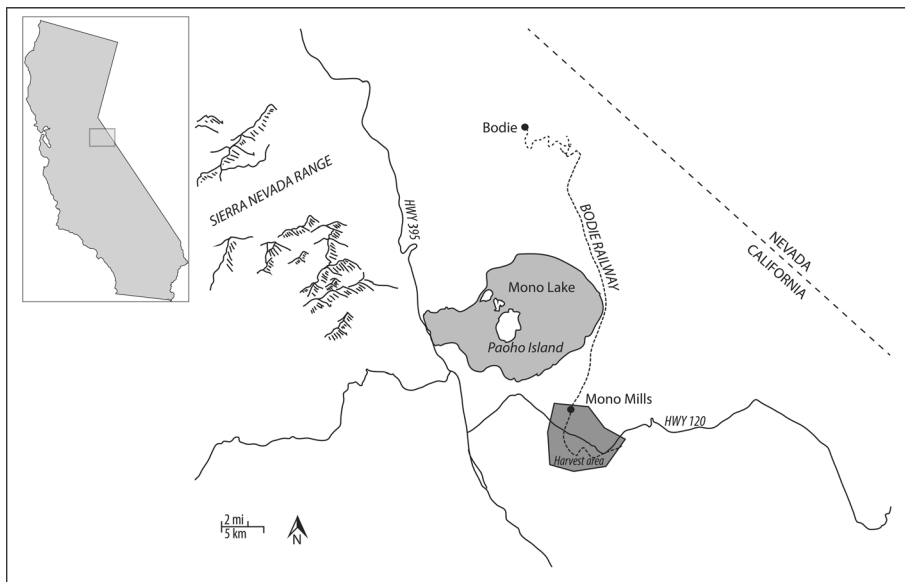 Bodie
SIERRA NEVADA RANGE
HWY 395
BODIE RAILWAY
NEVADA
CALIFORNIA
Mono Lake
Paoho Island
Mono Mills
HWY 120
Harvest area
2 mi
5 km
N